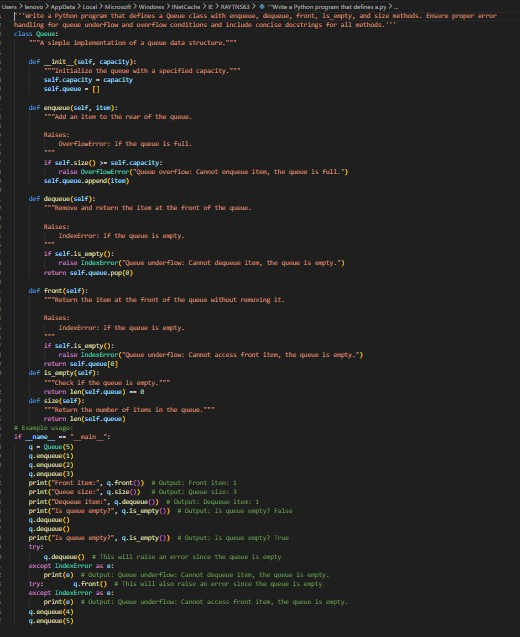 Users > lenovo > AppData > Local > Microsoft > Windows > INetCache > IE > RAYTNS63 > '''Write a Python program that defines a.py > ...
'''Write a Python program that defines a Queue class with enqueue, dequeue, front, is_empty, and size methods. Ensure proper error
handling for queue underflow and overflow conditions and include concise docstrings for all methods.'''
class Queue:
    """A simple implementation of a queue data structure."""

    def __init__(self, capacity):
        """Initialize the queue with a specified capacity."""
        self.capacity = capacity
        self.queue = []

    def enqueue(self, item):
        """Add an item to the rear of the queue.

        Raises:
            OverflowError: If the queue is full.
        """
        if self.size() >= self.capacity:
            raise OverflowError("Queue overflow: Cannot enqueue item, the queue is full.")
        self.queue.append(item)

    def dequeue(self):
        """Remove and return the item at the front of the queue.

        Raises:
            IndexError: If the queue is empty.
        """
        if self.is_empty():
            raise IndexError("Queue underflow: Cannot dequeue item, the queue is empty.")
        return self.queue.pop(0)

    def front(self):
        """Return the item at the front of the queue without removing it.

        Raises:
            IndexError: If the queue is empty.
        """
        if self.is_empty():
            raise IndexError("Queue underflow: Cannot access front item, the queue is empty.")
        return self.queue[0]
    def is_empty(self):
        """Check if the queue is empty."""
        return len(self.queue) == 0
    def size(self):
        """Return the number of items in the queue."""
        return len(self.queue)
# Example usage:
if __name__ == "__main__":
    q = Queue(5)
    q.enqueue(1)
    q.enqueue(2)
    q.enqueue(3)
    print("Front item:", q.front())  # Output: Front item: 1
    print("Queue size:", q.size())  # Output: Queue size: 3
    print("Dequeue item:", q.dequeue())  # Output: Dequeue item: 1
    print("Is queue empty?", q.is_empty())  # Output: Is queue empty? False
    q.dequeue()
    q.dequeue()
    print("Is queue empty?", q.is_empty())  # Output: Is queue empty? True
    try:
        q.dequeue()  # This will raise an error since the queue is empty
    except IndexError as e:
        print(e)  # Output: Queue underflow: Cannot dequeue item, the queue is empty.
    try:        q.front()  # This will also raise an error since the queue is empty
    except IndexError as e:
        print(e)  # Output: Queue underflow: Cannot access front item, the queue is empty.
    q.enqueue(4)
    q.enqueue(5)